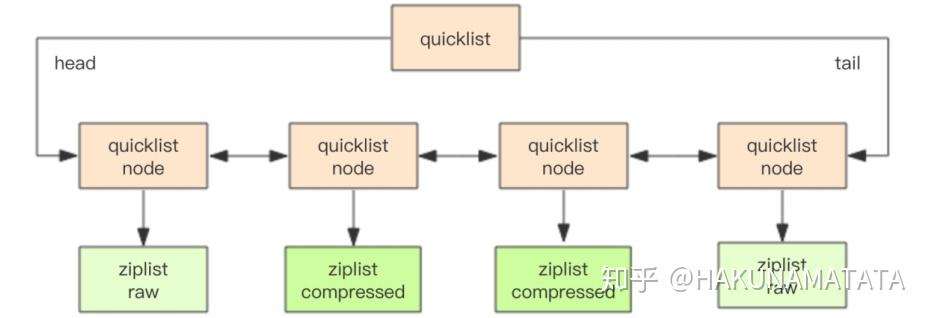 quicklist
head
tail
quicklist
node
quicklist
node
quicklist
node
quicklist
node
ziplist
raw
ziplist
compressed
ziplist
compressed
ziplist
raw
知乎 @HAKUNAMATATA